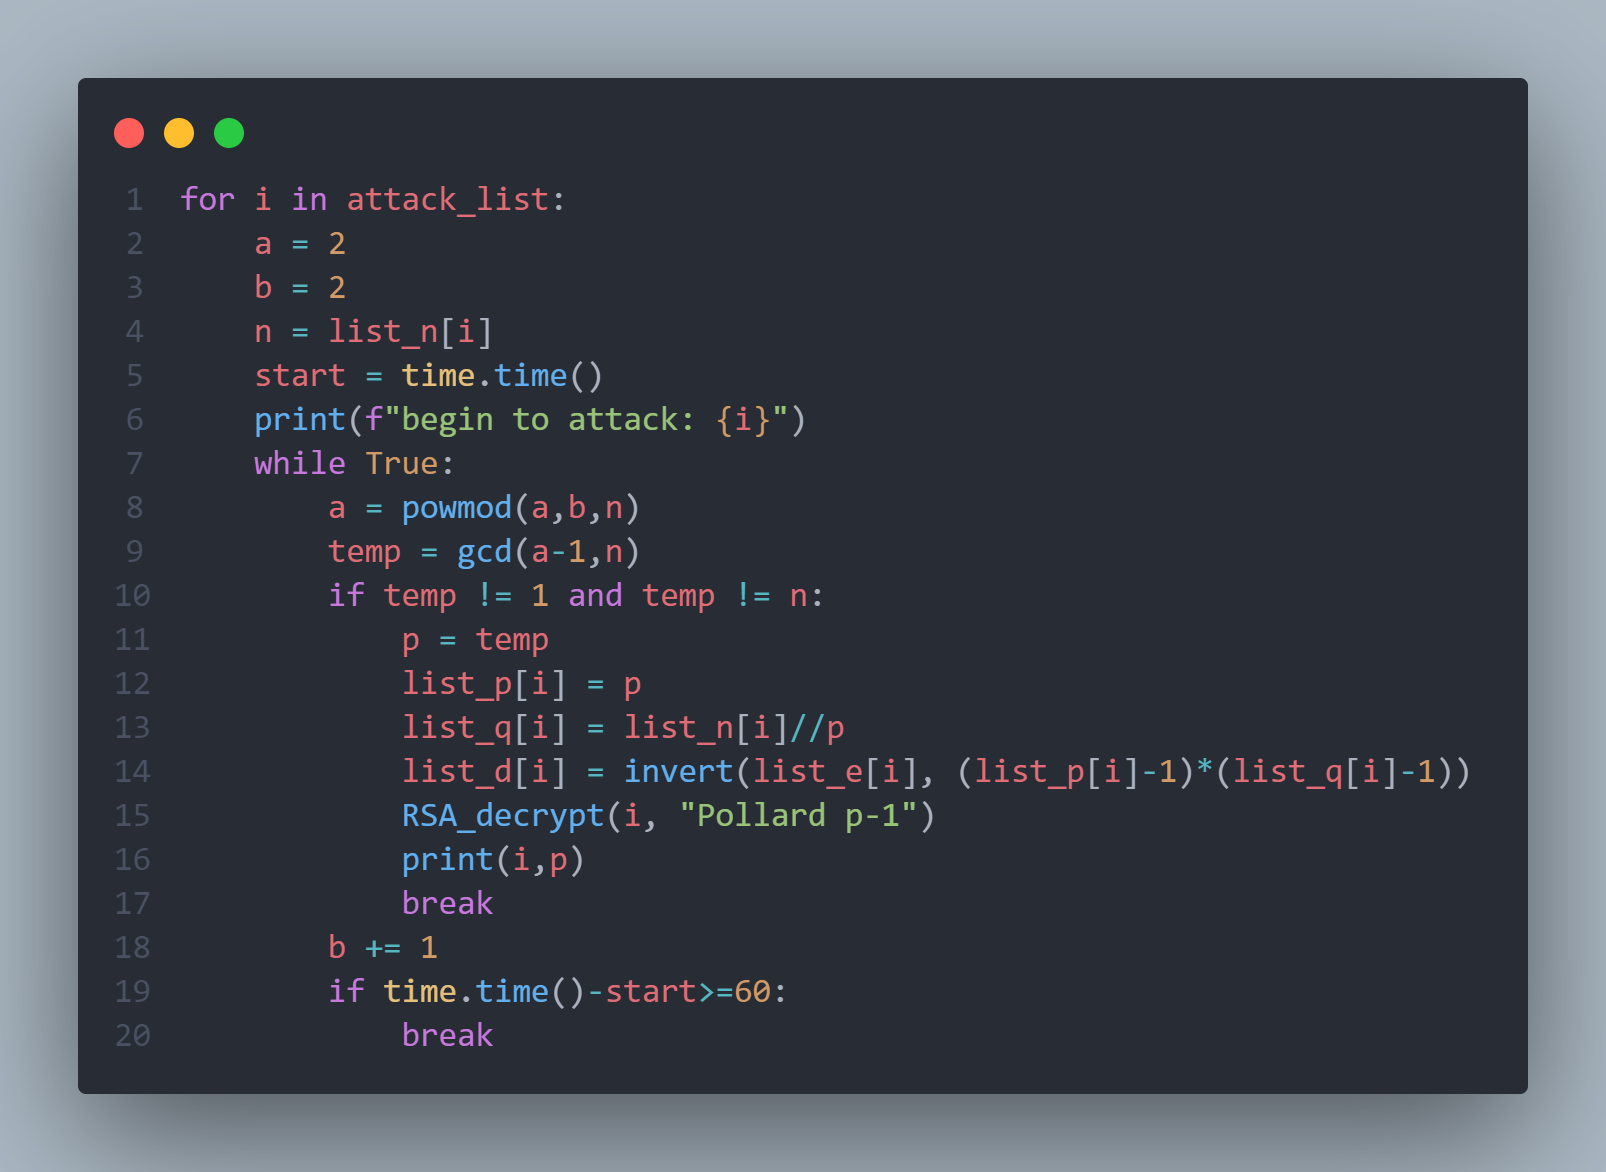 1 for i in attack_list:
2     a = 2
3     b = 2
4     n = list_n[i]
5     start = time.time()
6     print(f"begin to attack: {i}")
7     while True:
8         a = powmod(a,b,n)
9         temp = gcd(a-1,n)
10         if temp != 1 and temp != n:
11             p = temp
12             list_p[i] = p
13             list_q[i] = list_n[i]//p
14             list_d[i] = invert(list_e[i], (list_p[i]-1)*(list_q[i]-1))
15             RSA_decrypt(i, "Pollard p-1")
16             print(i,p)
17             break
18         b += 1
19         if time.time()-start>=60:
20             break